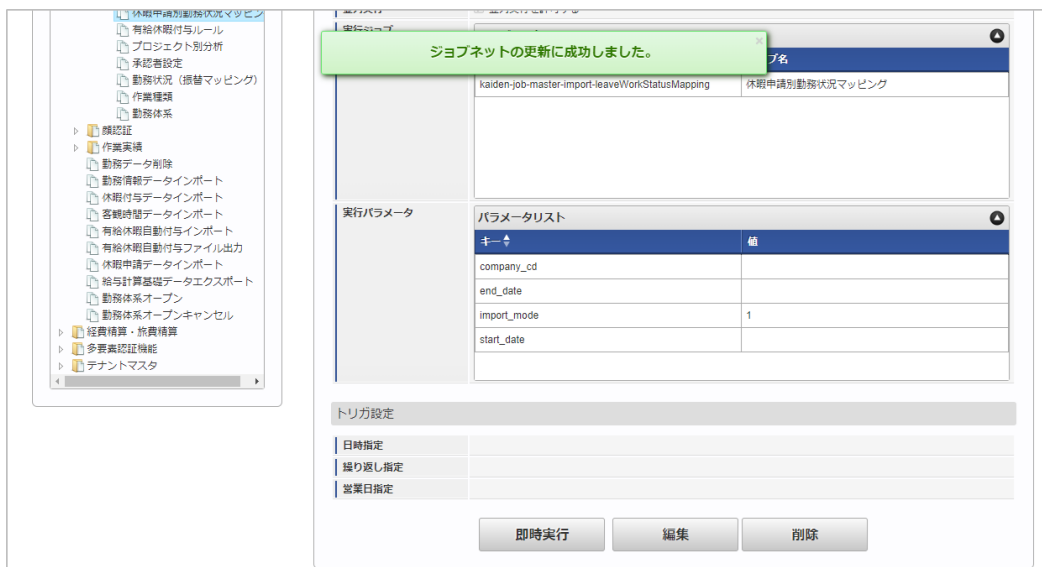 休暇申請別勤務状況マッピン
有給休暇付与ルール
プロジェクト別分析
承認者設定
勤務状況（振替マッピング）
作業種類
勤務体系
顔認証
作業実績
勤務データ削除
勤務情報データインポート
休暇付与データインポート
客観時間データインポート
有給休暇自動付与インポート
有給休暇自動付与ファイル出力
休暇申請データインポート
給与計算基礎データエクスポート
勤務体系オープン
勤務体系オープンキャンセル
経費精算・旅費精算
多要素認証機能
テナントマスタ
実行ジョブ
ジョブネットの更新に成功しました。
×
ブ名
kaiden-job-master-import-leaveWorkStatusMapping 休暇申請別勤務状況マッピング
実行パラメータ
パラメータリスト
キー 値
company_cd
end_date
import_mode 1
start_date
トリガ設定
日時指定
繰り返し指定
営業日指定
即時実行 編集 削除